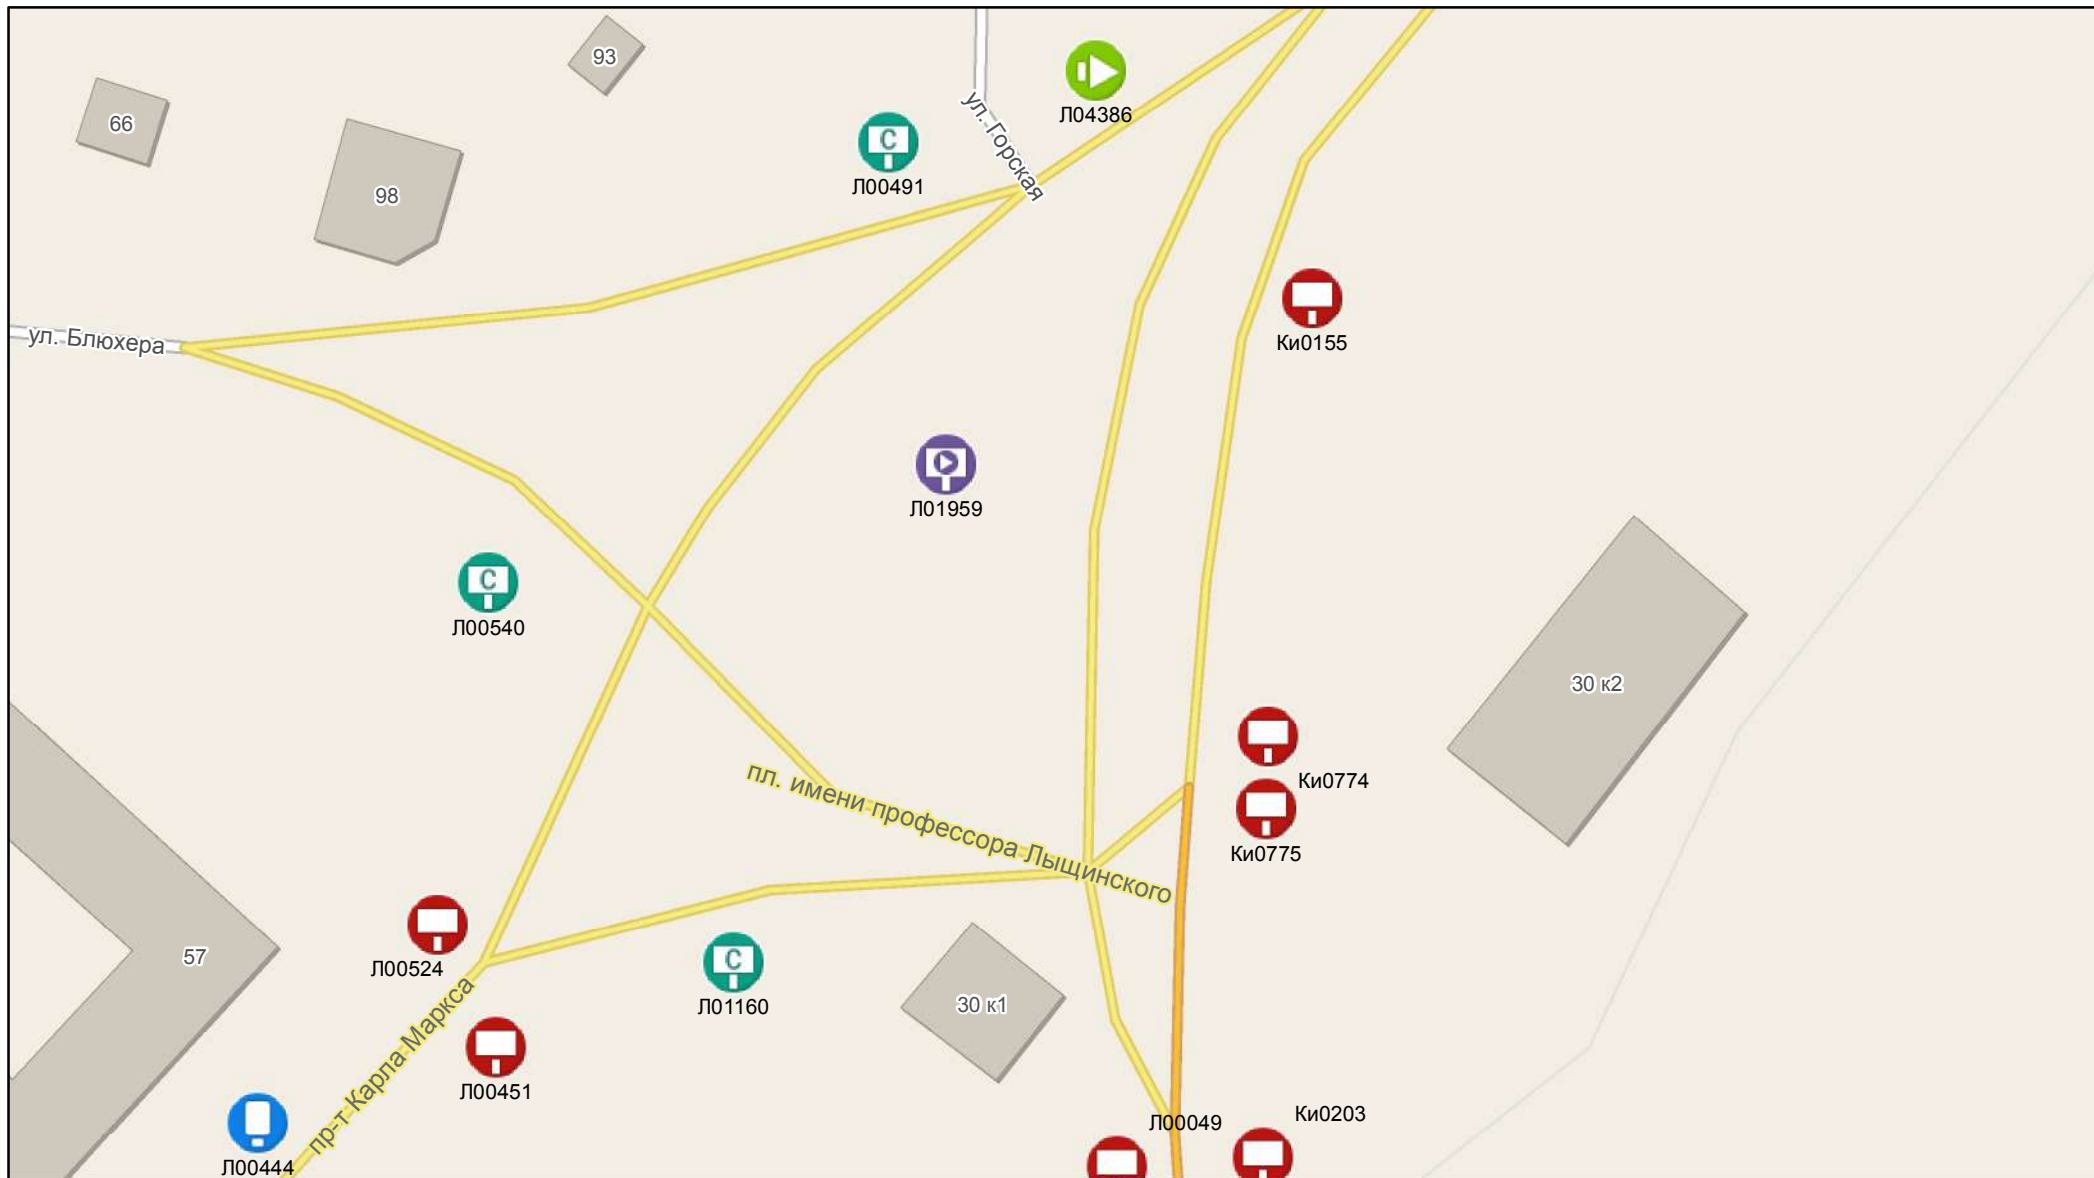 93
66
Л04386
ул. Горская
С
Л00491
98
Ки0155
ул. Блюхера
Л01959
С
Л00540
30 к2
Ки0774
пл. имени профессора Лыщинского
Ки0775
57
Л00524
С
Л01160
30 к1
пр-т Карла Маркса
Л00451
Л00049
Ки0203
Л00444